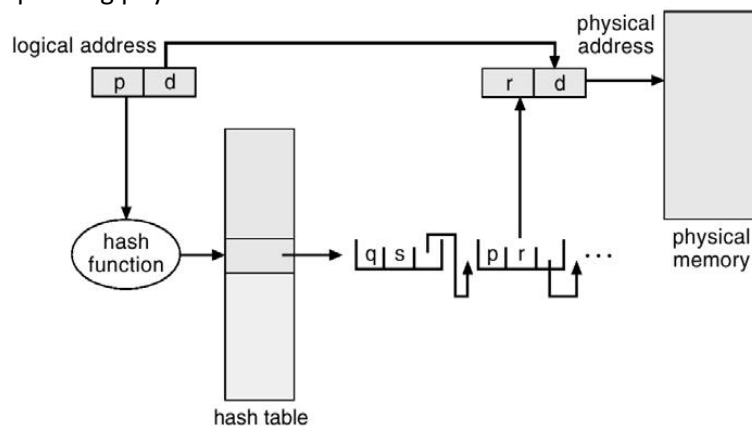 logical address
physical
address
p d
r d
hash
function
q s
p r
...
physical
memory
hash table